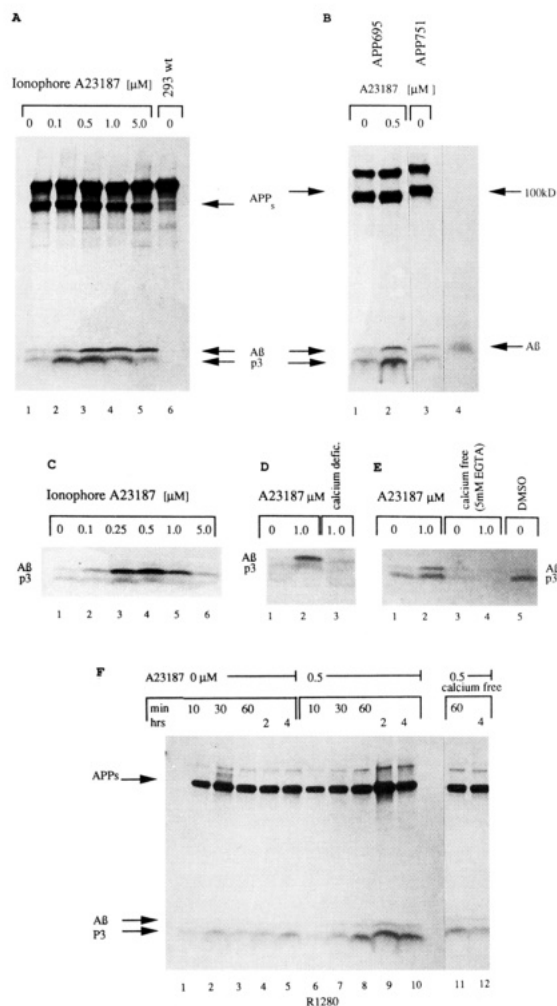 A
Ionophore A23187 [µM]
293 wt
0 0.1 0.5 1.0 5.0 0
APPs
Aß
p3
1 2 3 4 5 6
B
APP695
APP751
A23187 [µM ]
0 0.5 0
100kD
Aß
1 2 3 4
C
Ionophore A23187 [µM]
0 0.1 0.25 0.5 1.0 5.0
Aß
p3
1 2 3 4 5 6
D
A23187 µM
calcium defic.
0 1.0 1.0
Aß
p3
1 2 3
E
A23187 µM
calcium free
(5mM EGTA)
DMSO
0 1.0 0 1.0 0
Aß
p3
1 2 3 4 5
F
A23187 0 µM 0.5 0.5
calcium free
min 10 30 60 10 30 60 60
hrs 2 4 2 4 4
APPs
Aß
P3
1 2 3 4 5 6 7 8 9 10 11 12
R1280